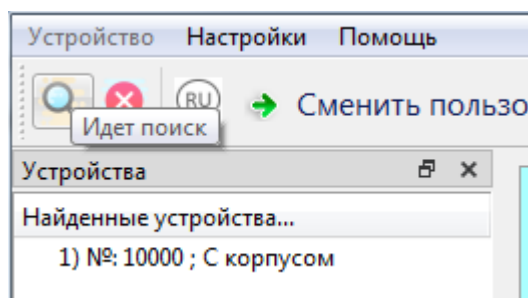 Устройство Настройки Помощь
RU Сменить пользо
Идет поиск
Устройства
Найденные устройства...
1) №: 10000 ; С корпусом